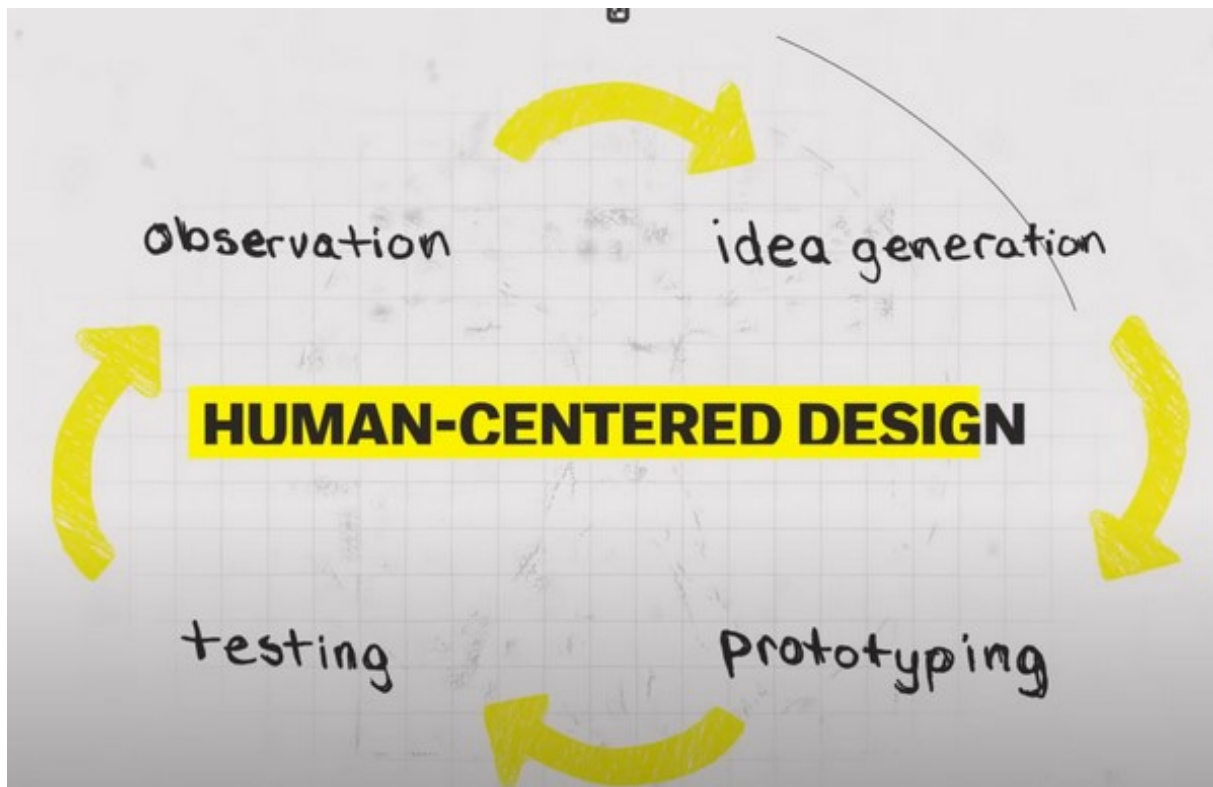 observation
idea generation
HUMAN-CENTERED DESIGN
testing
prototyping